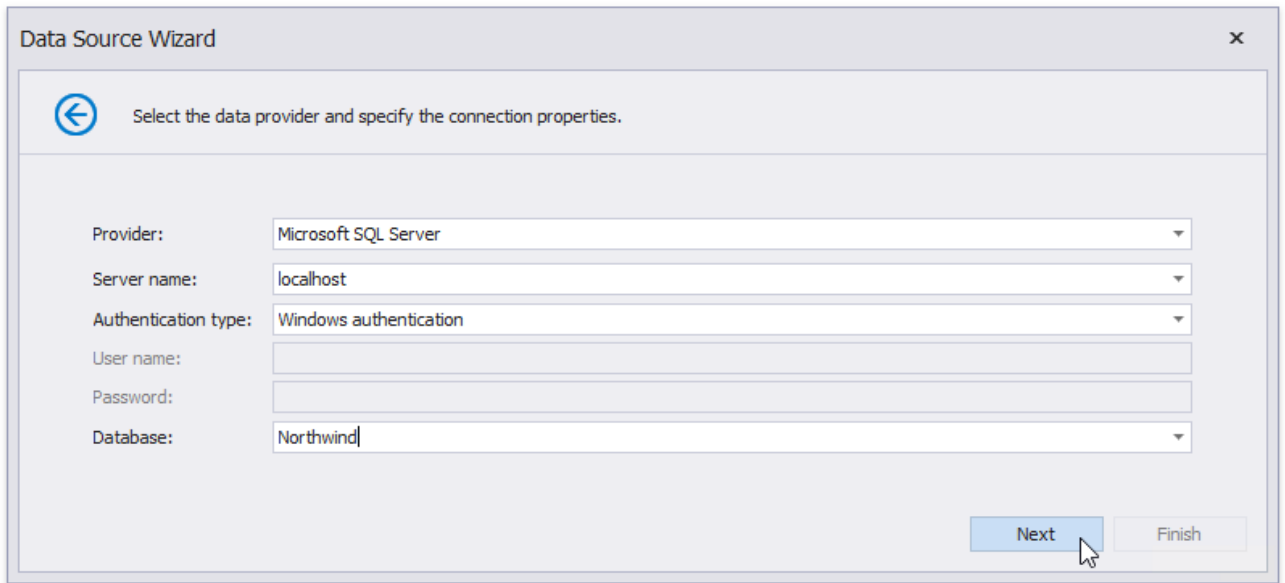 Data Source Wizard
Select the data provider and specify the connection properties.
Provider: Microsoft SQL Server
Server name: localhost
Authentication type: Windows authentication
User name:
Password:
Database: Northwind
Next Finish